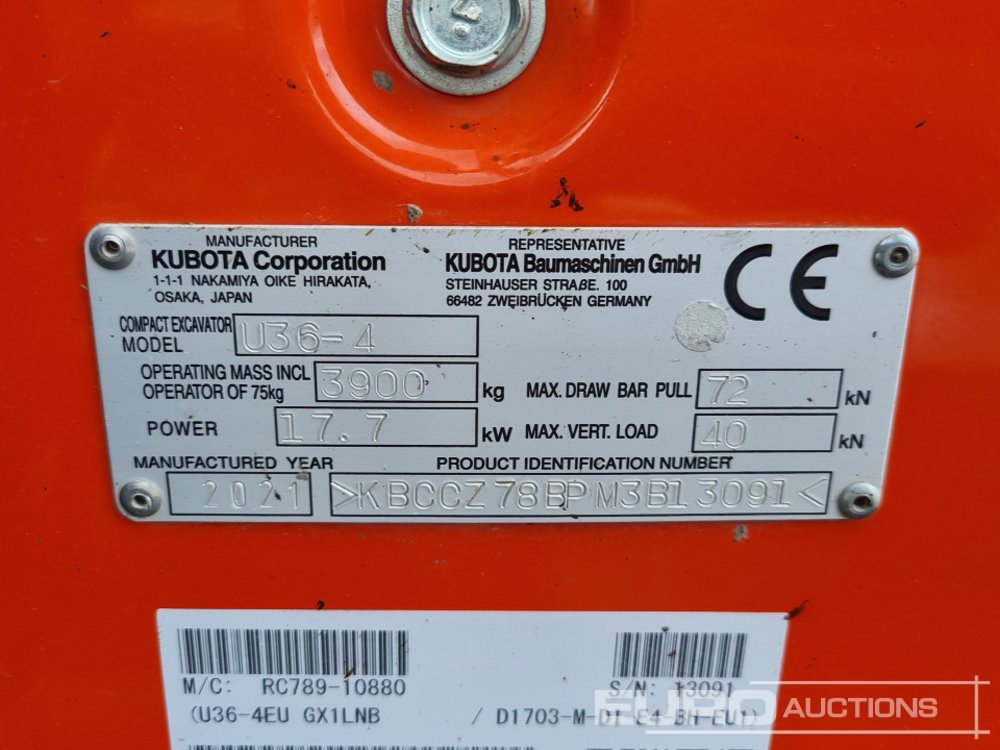 MANUFACTURER
KUBOTA Corporation
1-1-1 NAKAMIYA OIKE HIRAKATA,
OSAKA, JAPAN
REPRESENTATIVE
KUBOTA Baumaschinen GmbH
STEINHAUSER STRAßE. 100
66482 ZWEIBRÜCKEN GERMANY
CE
COMPACT EXCAVATOR
MODEL U36-4
OPERATING MASS INCL
OPERATOR OF 75kg 3900 kg
MAX. DRAW BAR PULL 72 kN
POWER 17.7 kW
MAX. VERT. LOAD 40 kN
MANUFACTURED YEAR
2021
PRODUCT IDENTIFICATION NUMBER
>KBCCZ78BPM3B13091<
M/C: RC789-10880
S/N: 13091
(U36-4EU GX1LNB / D1703-M-DI-E4-BH-EU1)
EURO AUCTIONS